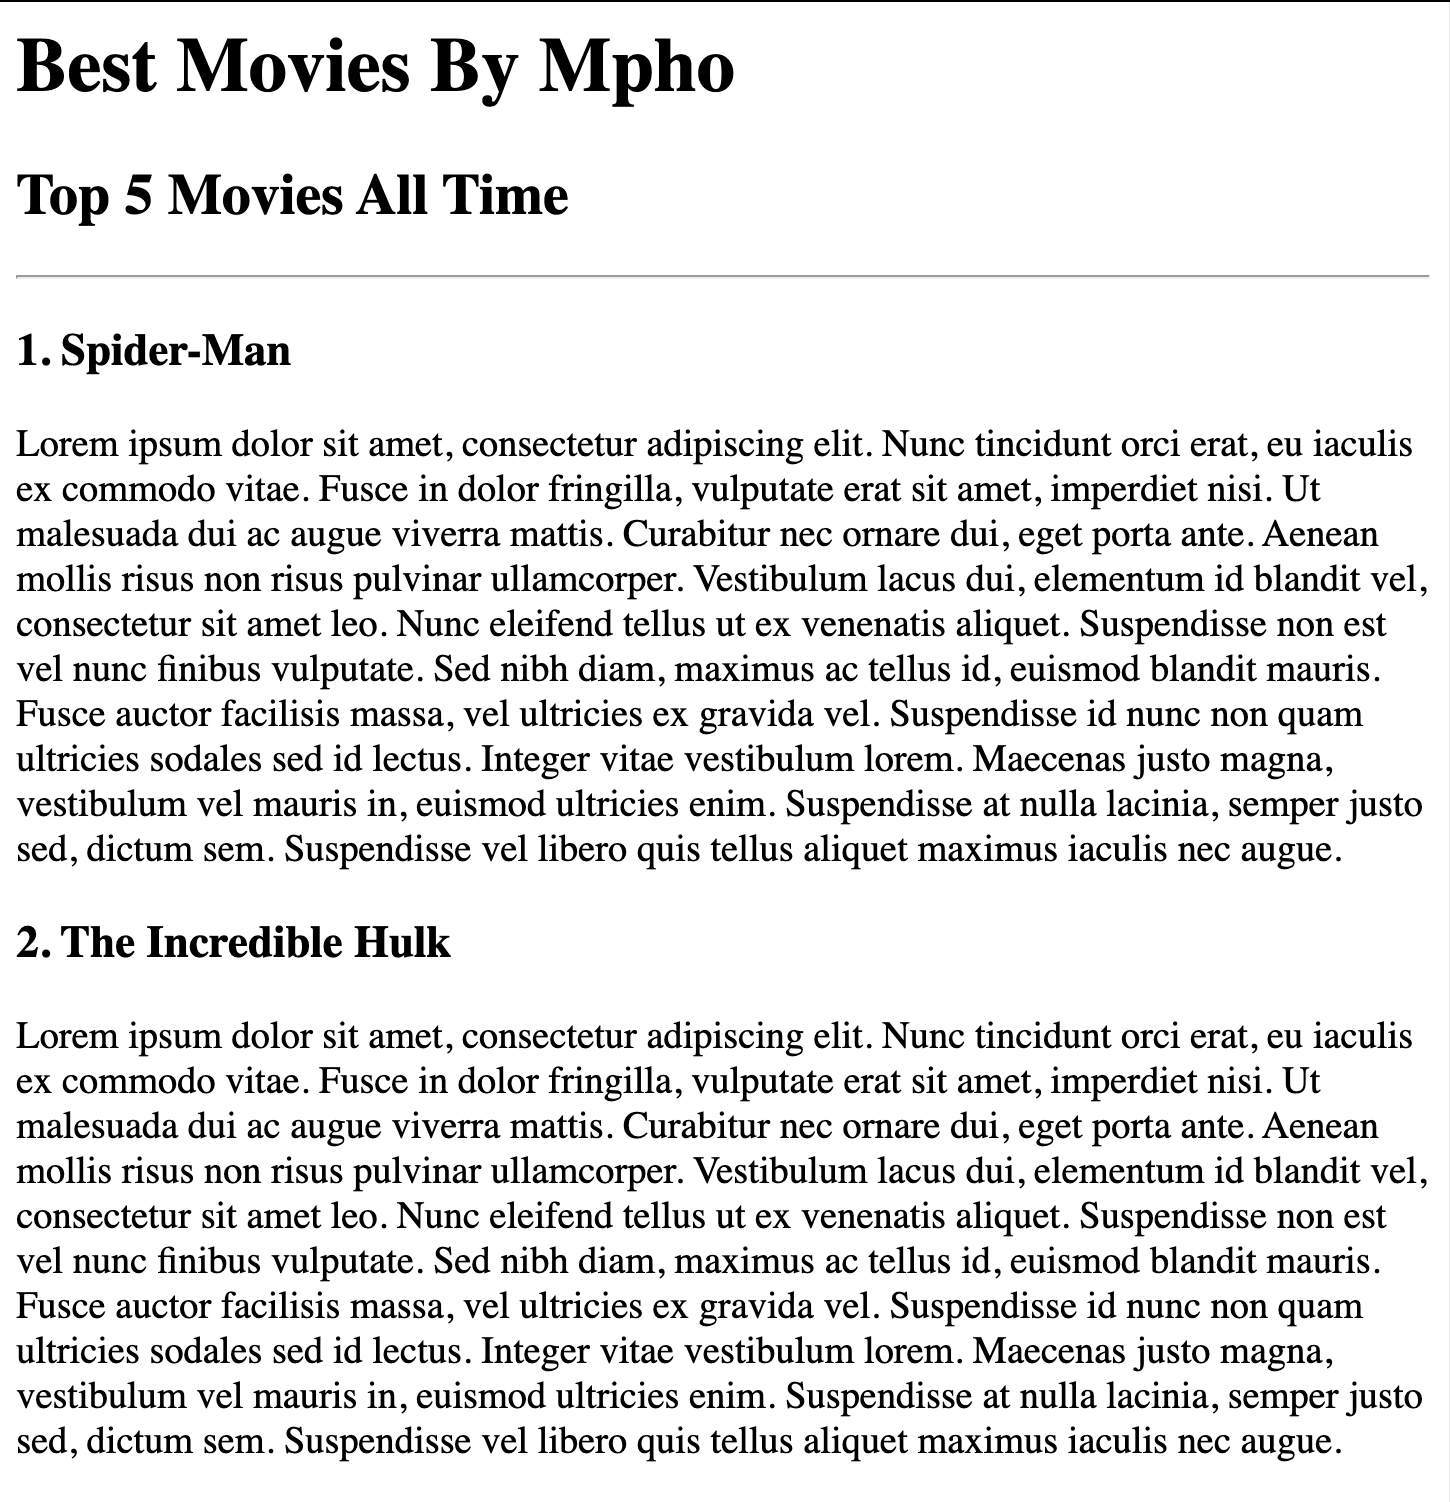 Best Movies By Mpho
Top 5 Movies All Time
1. Spider-Man
Lorem ipsum dolor sit amet, consectetur adipiscing elit. Nunc tincidunt orci erat, eu iaculis
ex commodo vitae. Fusce in dolor fringilla, vulputate erat sit amet, imperdiet nisi. Ut
malesuada dui ac augue viverra mattis. Curabitur nec ornare dui, eget porta ante. Aenean
mollis risus non risus pulvinar ullamcorper. Vestibulum lacus dui, elementum id blandit vel,
consectetur sit amet leo. Nunc eleifend tellus ut ex venenatis aliquet. Suspendisse non est
vel nunc finibus vulputate. Sed nibh diam, maximus ac tellus id, euismod blandit mauris.
Fusce auctor facilisis massa, vel ultricies ex gravida vel. Suspendisse id nunc non quam
ultricies sodales sed id lectus. Integer vitae vestibulum lorem. Maecenas justo magna,
vestibulum vel mauris in, euismod ultricies enim. Suspendisse at nulla lacinia, semper justo
sed, dictum sem. Suspendisse vel libero quis tellus aliquet maximus iaculis nec augue.
2. The Incredible Hulk
Lorem ipsum dolor sit amet, consectetur adipiscing elit. Nunc tincidunt orci erat, eu iaculis
ex commodo vitae. Fusce in dolor fringilla, vulputate erat sit amet, imperdiet nisi. Ut
malesuada dui ac augue viverra mattis. Curabitur nec ornare dui, eget porta ante. Aenean
mollis risus non risus pulvinar ullamcorper. Vestibulum lacus dui, elementum id blandit vel,
consectetur sit amet leo. Nunc eleifend tellus ut ex venenatis aliquet. Suspendisse non est
vel nunc finibus vulputate. Sed nibh diam, maximus ac tellus id, euismod blandit mauris.
Fusce auctor facilisis massa, vel ultricies ex gravida vel. Suspendisse id nunc non quam
ultricies sodales sed id lectus. Integer vitae vestibulum lorem. Maecenas justo magna,
vestibulum vel mauris in, euismod ultricies enim. Suspendisse at nulla lacinia, semper justo
sed, dictum sem. Suspendisse vel libero quis tellus aliquet maximus iaculis nec augue.